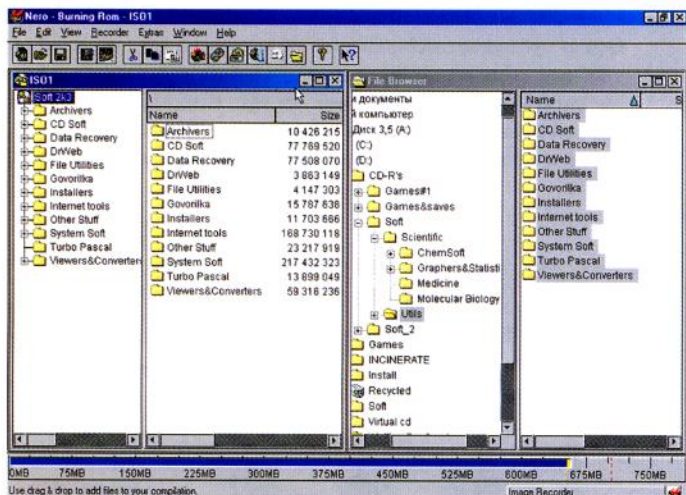 Nero - Burning Rom - ISO1
File Edit View Recorder Extras Window Help
ISO1
Soft 2k3
Archivers
CD Soft
Data Recovery
DrWeb
File Utilities
Govorilka
Installers
Internet tools
Other Stuff
System Soft
Turbo Pascal
Viewers&Converter
\
Name Size
Archivers 10 426 215
CD Soft 77 769 520
Data Recovery 77 508 070
DrWeb 3 863 149
File Utilities 4 147 303
Govorilka 15 787 838
Installers 11 703 666
Internet tools 168 730 118
Other Stuff 23 217 919
System Soft 217 432 323
Turbo Pascal 13 899 049
Viewers&Converters 59 316 236
File Browser
и документы
й компьютер
Диск 3,5 (A:)
(C:)
(D:)
CD-R's
Games#1
Games&saves
Soft
Scientific
ChemSoft
Graphers&Statisti
Medicine
Molecular Biology
Utils
Soft_2
Games
INCINERATE
Install
Recycled
Soft
Virtual cd
Name S
Archivers
CD Soft
Data Recovery
DrWeb
File Utilities
Govorilka
Installers
Internet tools
Other Stuff
System Soft
Turbo Pascal
Viewers&Converters
0MB 75MB 150MB 225MB 300MB 375MB 450MB 525MB 600MB 675MB 750MB
Use drag & drop to add files to your compilation. Image Recorder